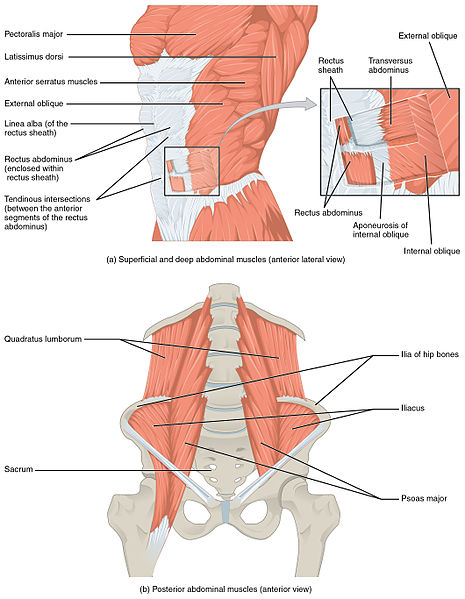 Pectoralis major
Latissimus dorsi
Anterior serratus muscles
External oblique
Linea alba (of the
rectus sheath)
Rectus abdominus
(enclosed within
rectus sheath)
Tendinous intersections
(between the anterior
segments of the rectus
abdominus)
External oblique
Rectus
sheath
Transversus
abdominus
Rectus abdominus
Aponeurosis of
internal oblique
Internal oblique
(a) Superficial and deep abdominal muscles (anterior lateral view)
Quadratus lumborum
Sacrum
Ilia of hip bones
Iliacus
Psoas major
(b) Posterior abdominal muscles (anterior view)